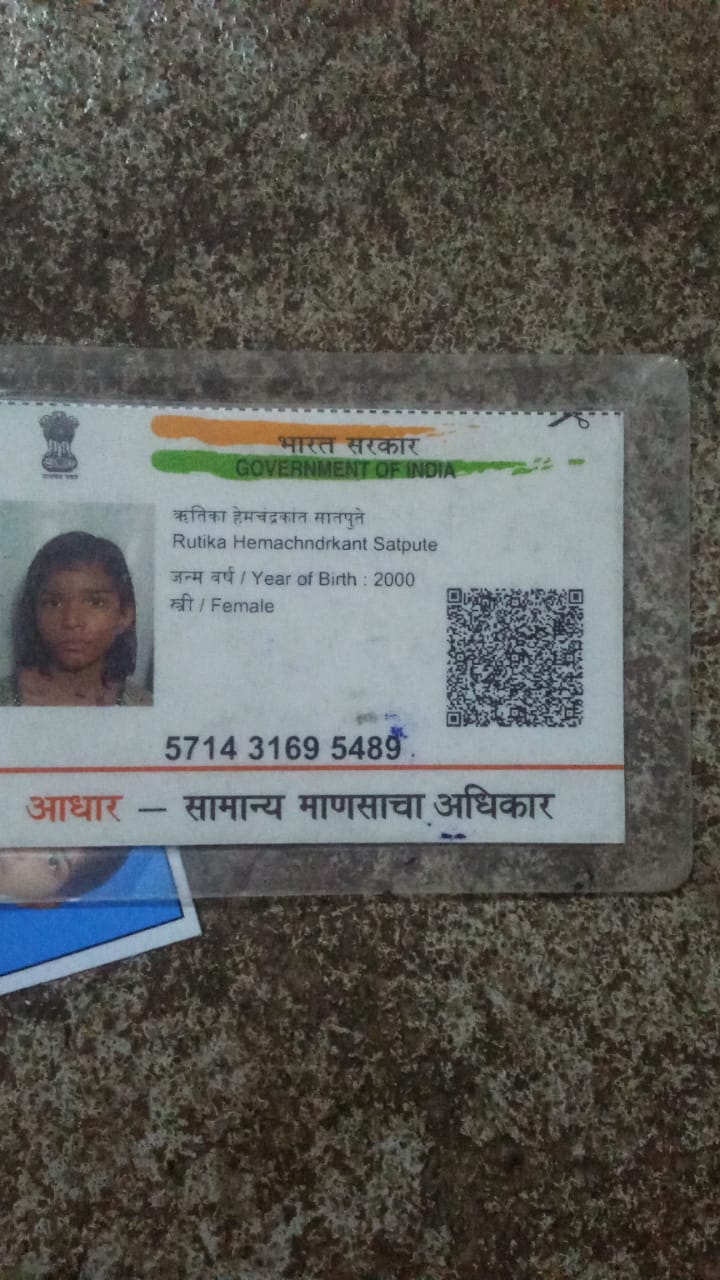 भारत सरकार
GOVERNMENT OF INDIA
ऋतिका हेमचंद्रकांत सातपुते
Rutika Hemachndrkant Satpute
जन्म वर्ष / Year of Birth : 2000
स्त्री / Female
5714 3169 5489
आधार – सामान्य माणसाचा अधिकार